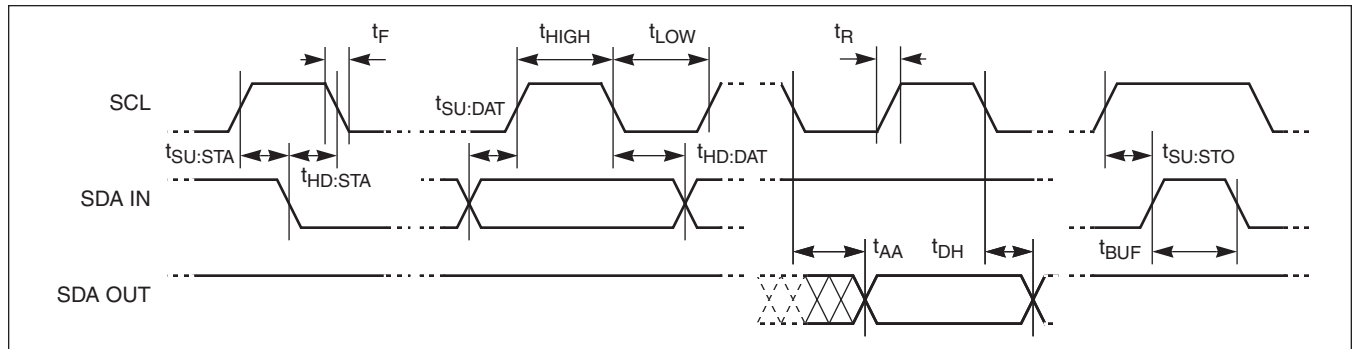 tF
tHIGH
tLOW
tR
SCL
tSU:DAT
tSU:STA
tHD:STA
tHD:DAT
tSU:STO
SDA IN
tAA
tDH
tBUF
SDA OUT